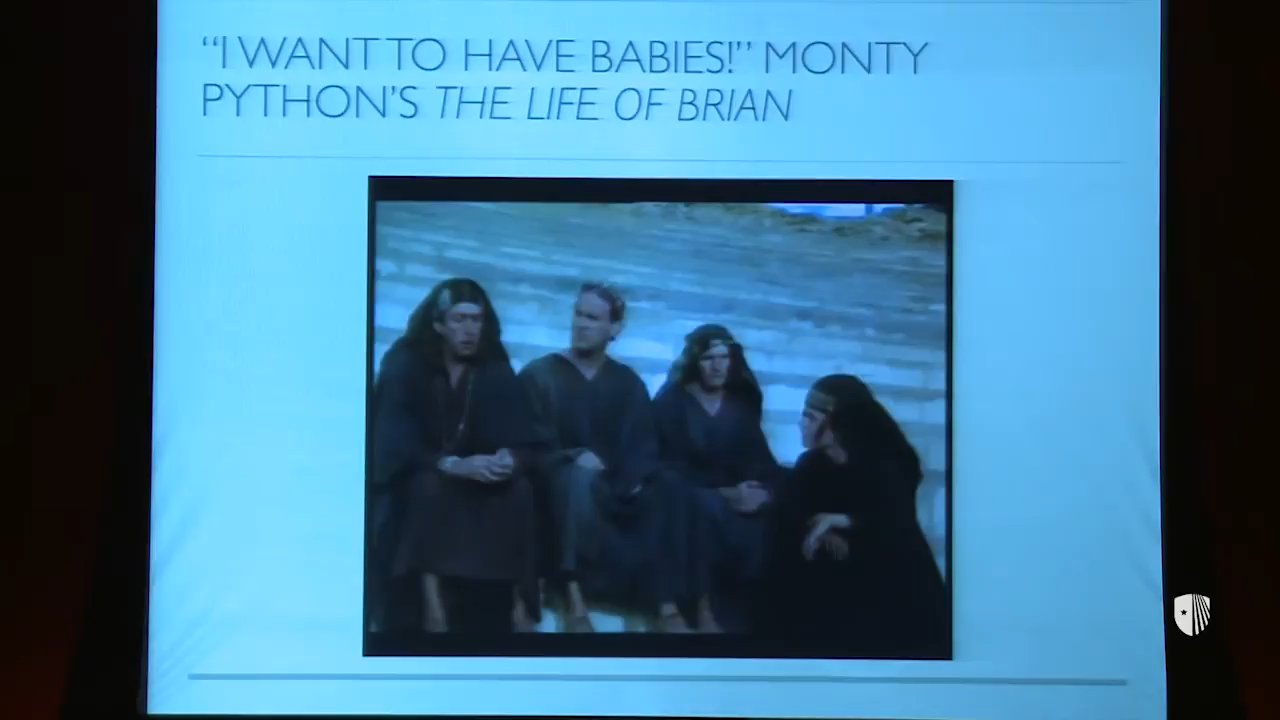 “I WANT TO HAVE BABIES!” MONTY
PYTHON’S THE LIFE OF BRIAN